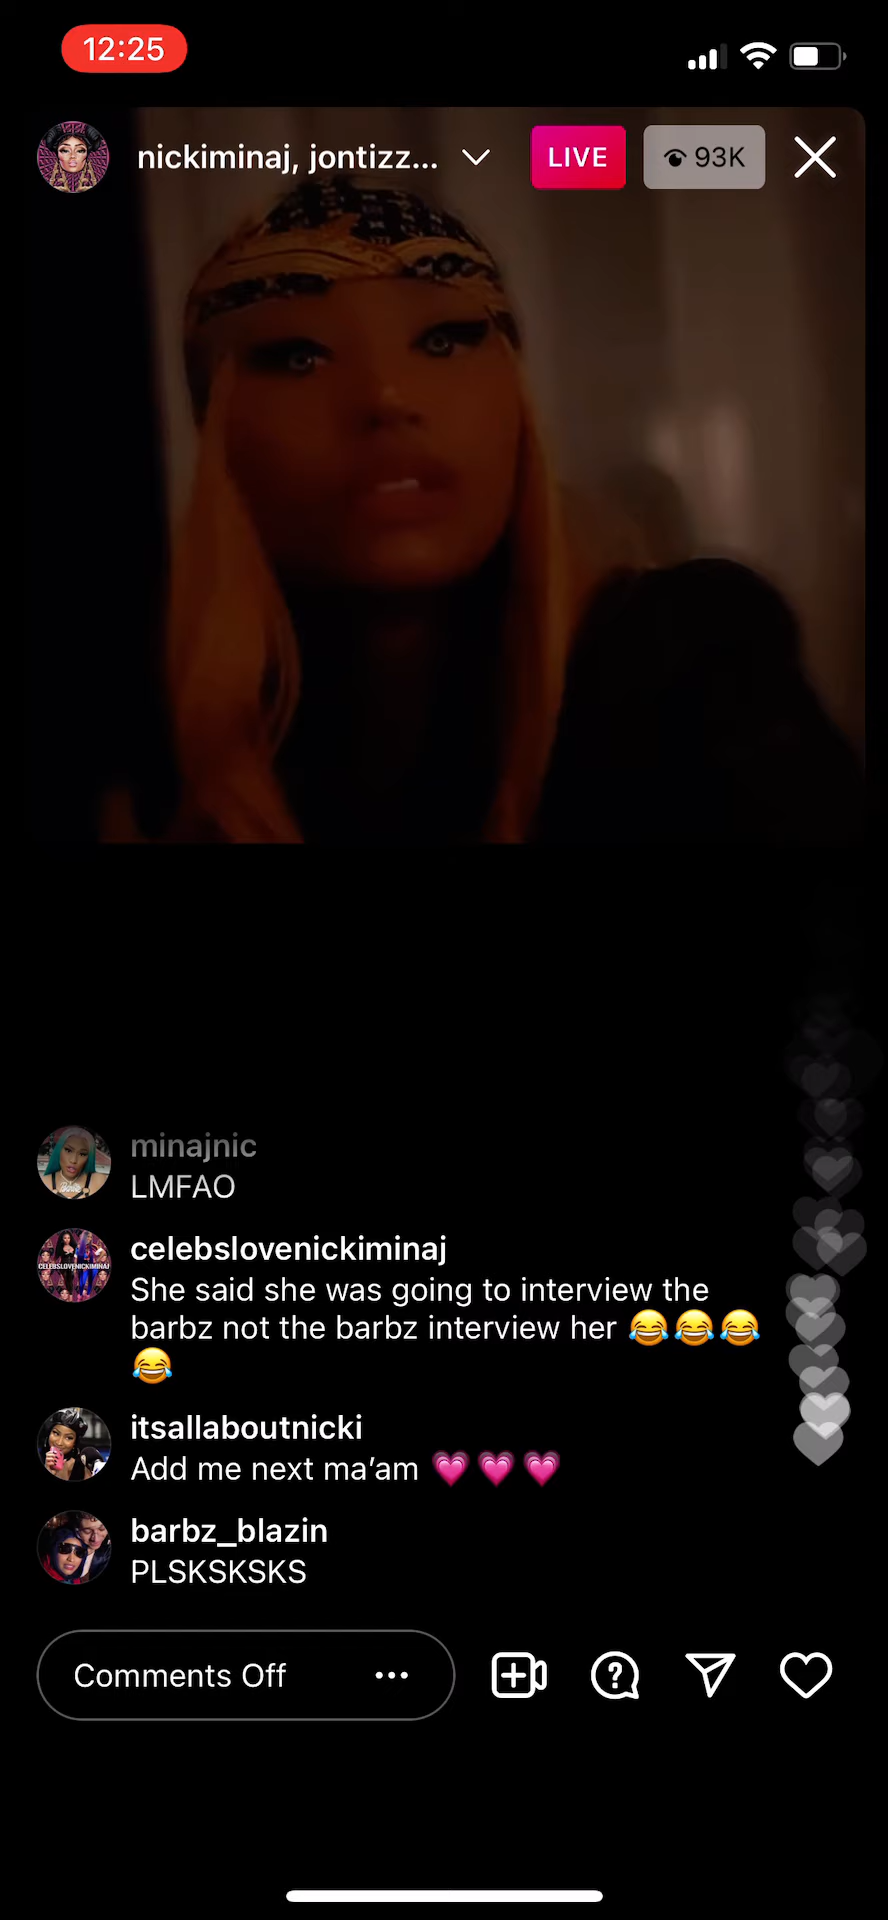 12:25
nickiminaj, jontizz...
LIVE
93K
minajnic
LMFAO
CELEBSLOVENICKIMINAJ
celebslovenickiminaj
She said she was going to interview the
barbz not the barbz interview her 😂😂😂
😂
itsallaboutnicki
Add me next ma’am 💗💗💗
barbz_blazin
PLSKSKSKS
Comments Off